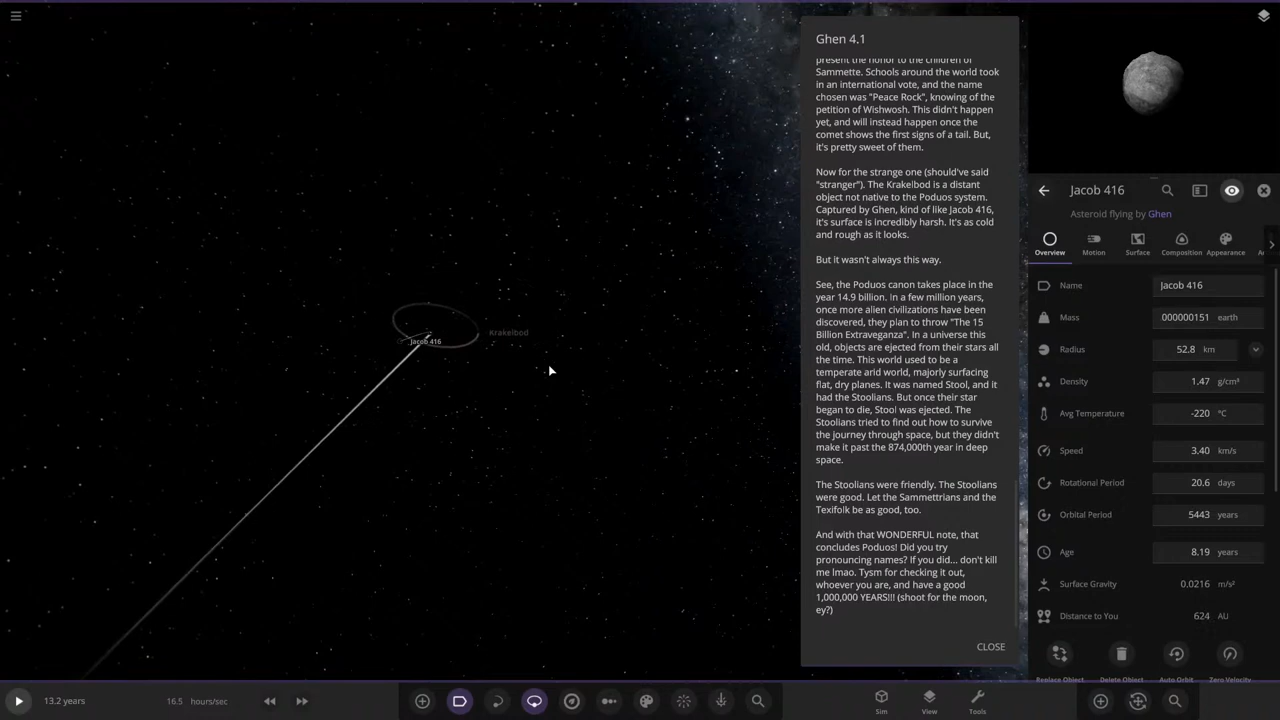 Ghen 4.1
present the honor to the children of
Sammette. Schools around the world took
in an international vote, and the name
chosen was "Peace Rock", knowing of the
petition of Wishwosh. This didn't happen
yet, and will instead happen once the
comet shows the first signs of a tail. But,
it's pretty sweet of them.
Now for the strange one (should've said
"stranger"). The Krakelbod is a distant
object not native to the Poduos system.
Captured by Ghen, kind of like Jacob 416,
it's surface is incredibly harsh. It's as cold
and rough as it looks.
But it wasn't always this way.
See, the Poduos canon takes place in the
year 14.9 billion. In a few million years,
once more alien civilizations have been
discovered, they plan to throw "The 15
Billion Extravaganza". In a universe this
old, objects are ejected from their stars all
the time. This world used to be a
temperate arid world, majorly surfacing
flat, dry planes. It was named Stool, and it
had the Stoolians. But once their star
began to die, Stool was ejected. The
Stoolians tried to find out how to survive
the journey through space, but they didn't
make it past the 874,000th year in deep
space.
The Stoolians were friendly. The Stoolians
were good. Let the Sammettrians and the
Texifolk be as good, too.
And with that WONDERFUL note, that
concludes Poduos! Did you try
pronouncing names? If you did... don't kill
me lmao. Tysm for checking it out,
whoever you are, and have a good
1,000,000 YEARS!!! (shoot for the moon,
ey?)
CLOSE
Krakelbod
Jacob 416
Jacob 416
Asteroid flying by Ghen
Overview Motion Surface Composition Appearance
Name Jacob 416
Mass 000000151 earth
Radius 52.8 km
Density 1.47 g/cm³
Avg Temperature -220 °C
Speed 3.40 km/s
Rotational Period 20.6 days
Orbital Period 5443 years
Age 8.19 years
Surface Gravity 0.0216 m/s²
Distance to You 624 AU
Replace Object Delete Object Auto Orbit Zero Velocity
13.2 years 16.5 hours/sec
Sim View Tools